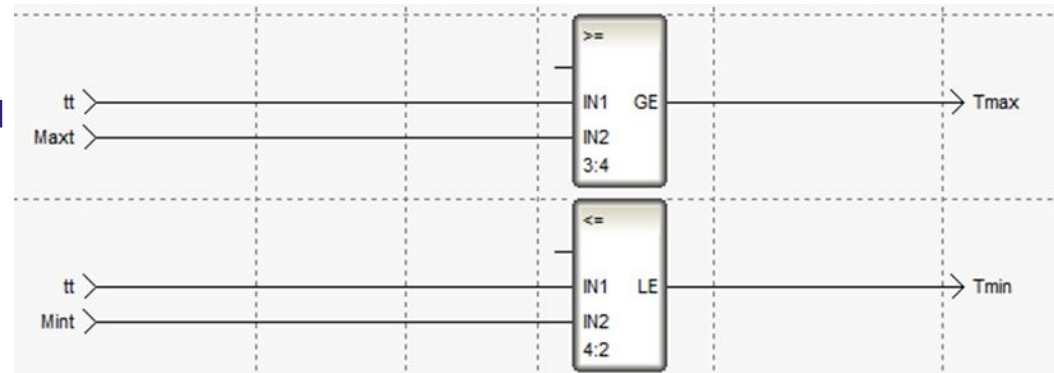 >=
tt IN1 GE Tmax
Maxt IN2
3:4
<=
tt IN1 LE Tmin
Mint IN2
4:2